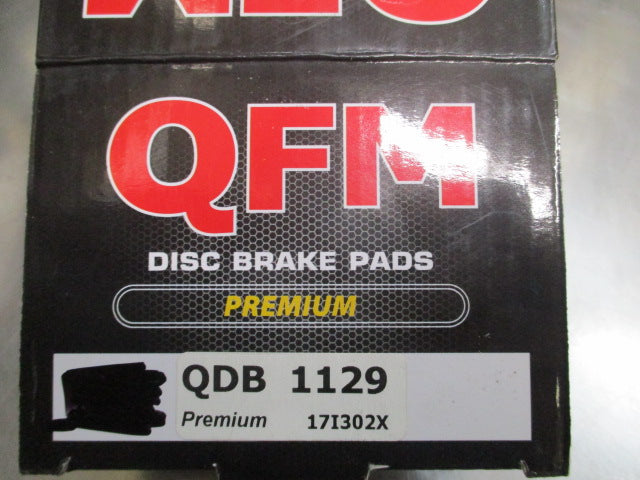 QFM
DISC BRAKE PADS
PREMIUM
QDB 1129
Premium 17I302X